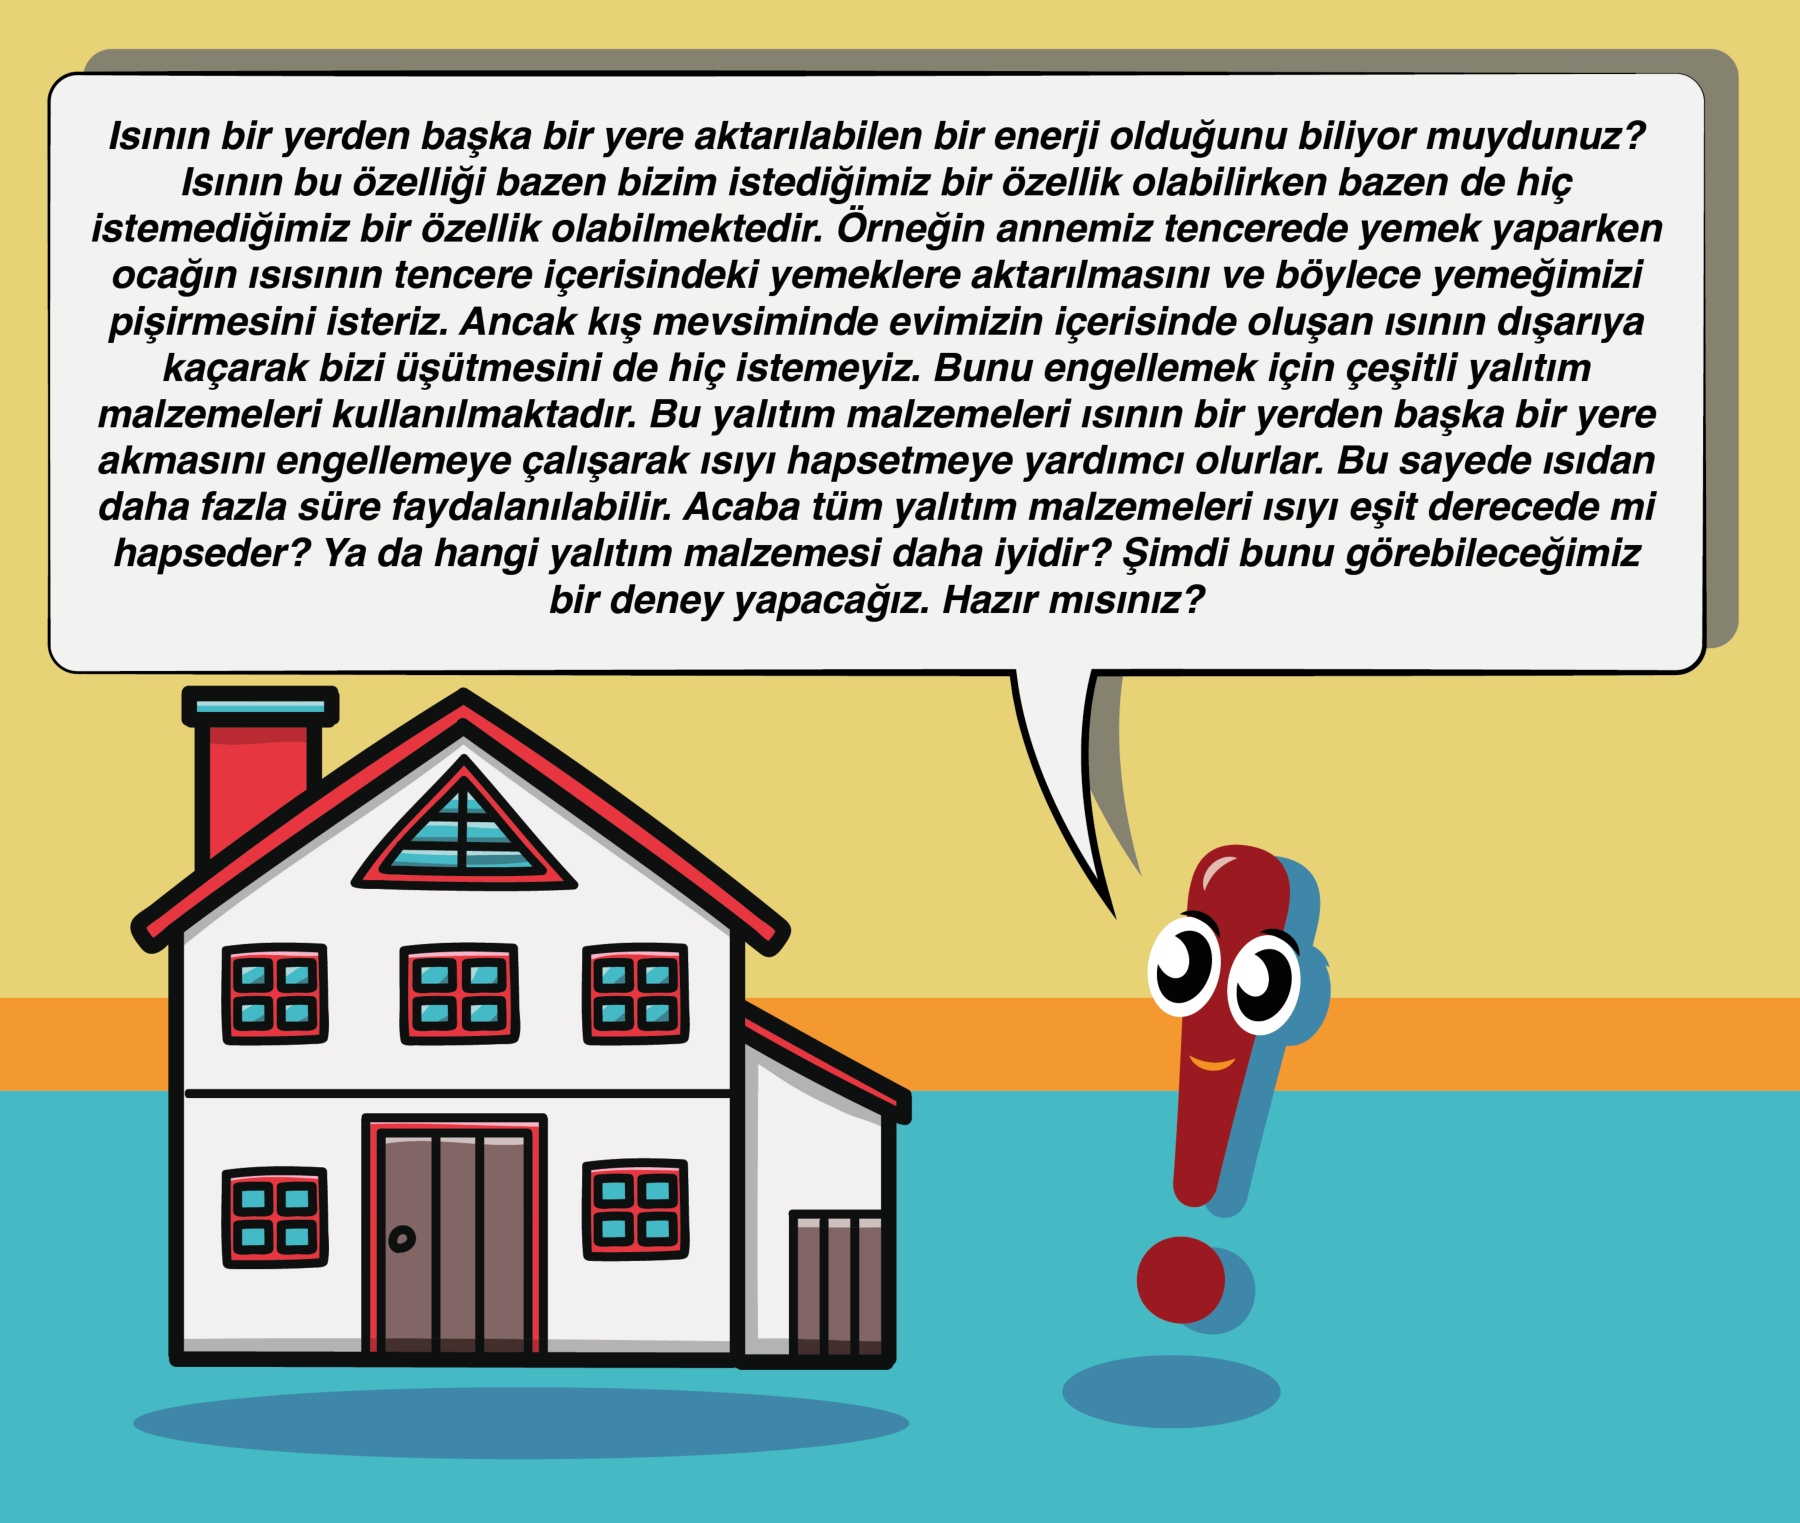 Isının bir yerden başka bir yere aktarılabilen bir enerji olduğunu biliyor muydunuz?
Isının bu özelliği bazen bizim istediğimiz bir özellik olabilirken bazen de hiç
istemediğimiz bir özellik olabilmektedir. Örneğin annemiz tencerede yemek yaparken
ocağın ısısının tencere içerisindeki yemeklere aktarılmasını ve böylece yemeğimizi
pişirmesini isteriz. Ancak kış mevsiminde evimizin içerisinde oluşan ısının dışarıya
kaçarak bizi üşütmesini de hiç istemeyiz. Bunu engellemek için çeşitli yalıtım
malzemeleri kullanılmaktadır. Bu yalıtım malzemeleri ısının bir yerden başka bir yere
akmasını engellemeye çalışarak ısıyı hapsetmeye yardımcı olurlar. Bu sayede ısıdan
daha fazla süre faydalanılabilir. Acaba tüm yalıtım malzemeleri ısıyı eşit derecede mi
hapseder? Ya da hangi yalıtım malzemesi daha iyidir? Şimdi bunu görebileceğimiz
bir deney yapacağız. Hazır mısınız?